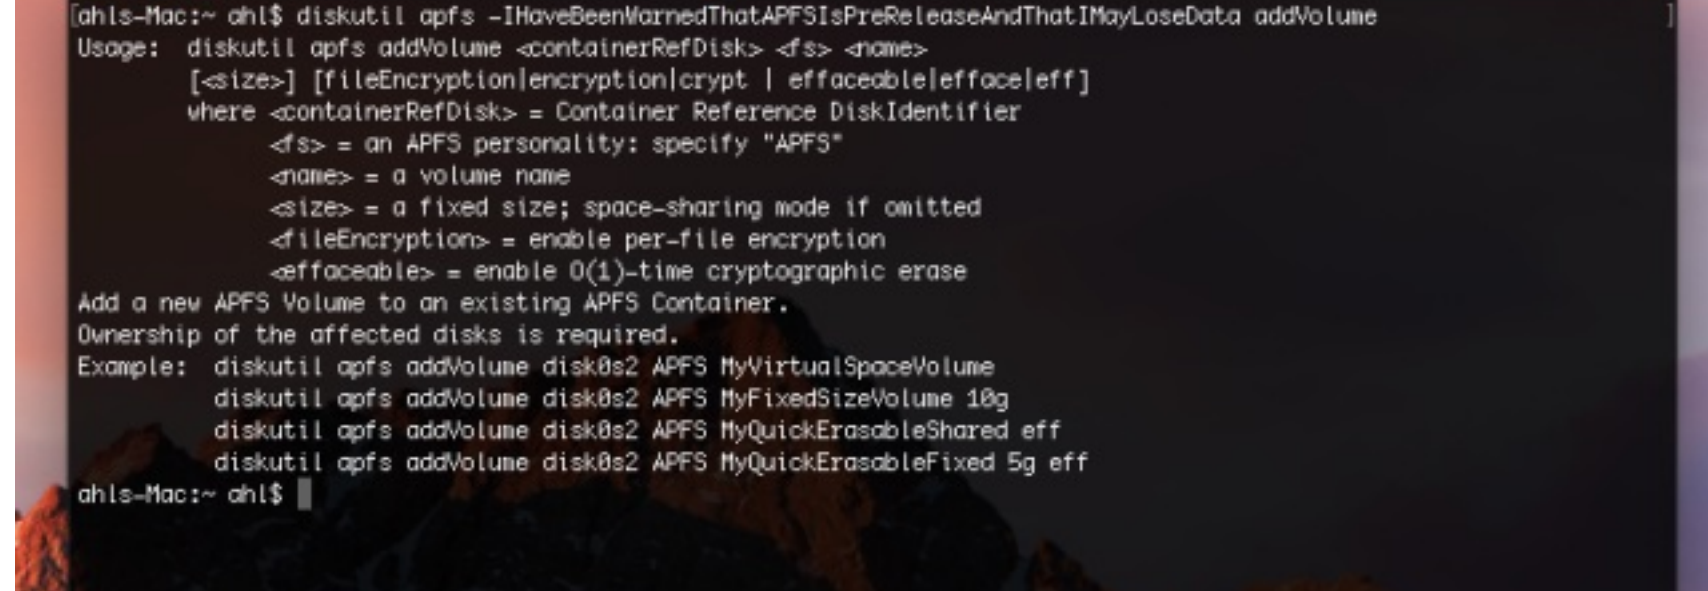 [ahls-Mac:~ ahl$ diskutil apfs -IHaveBeenWarnedThatAPFSIsPreReleaseAndThatIMayLoseData addVolume ]
Usage:  diskutil apfs addVolume <containerRefDisk> <fs> <name>
        [<size>] [fileEncryption|encryption|crypt | effaceable|efface|eff]
        where <containerRefDisk> = Container Reference DiskIdentifier
              <fs> = an APFS personality: specify "APFS"
              <name> = a volume name
              <size> = a fixed size; space-sharing mode if omitted
              <fileEncryption> = enable per-file encryption
              <effaceable> = enable O(1)-time cryptographic erase
Add a new APFS Volume to an existing APFS Container.
Ownership of the affected disks is required.
Example:  diskutil apfs addVolume disk0s2 APFS MyVirtualSpaceVolume
          diskutil apfs addVolume disk0s2 APFS MyFixedSizeVolume 10g
          diskutil apfs addVolume disk0s2 APFS MyQuickErasableShared eff
          diskutil apfs addVolume disk0s2 APFS MyQuickErasableFixed 5g eff
ahls-Mac:~ ahl$